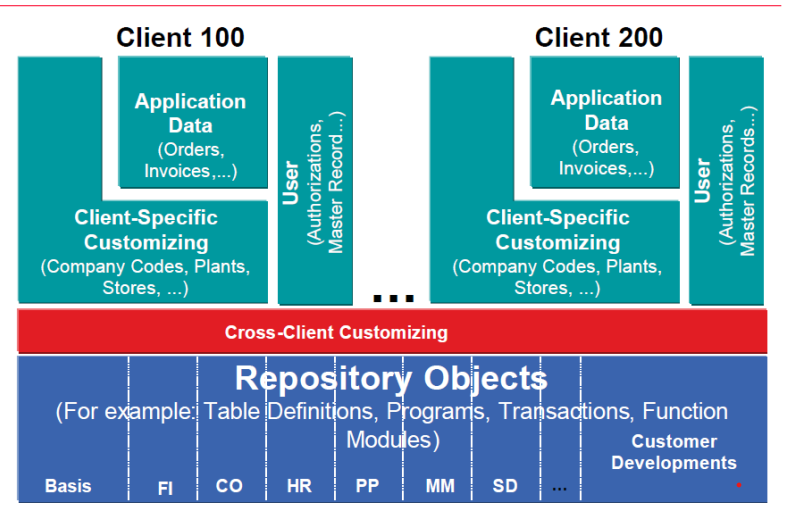 Client 100
Client 200
Application
Data
(Orders,
Invoices,...)
User
(Authorizations,
Master Record...)
Client-Specific
Customizing
(Company Codes, Plants,
Stores, ...)
...
Application
Data
(Orders,
Invoices,...)
User
(Authorizations,
Master Records...)
Client-Specific
Customizing
(Company Codes, Plants,
Stores, ...)
Cross-Client Customizing
Repository Objects
(For example: Table Definitions, Programs, Transactions, Function
Modules)
Basis
FI
CO
HR
PP
MM
SD
...
Customer
Developments